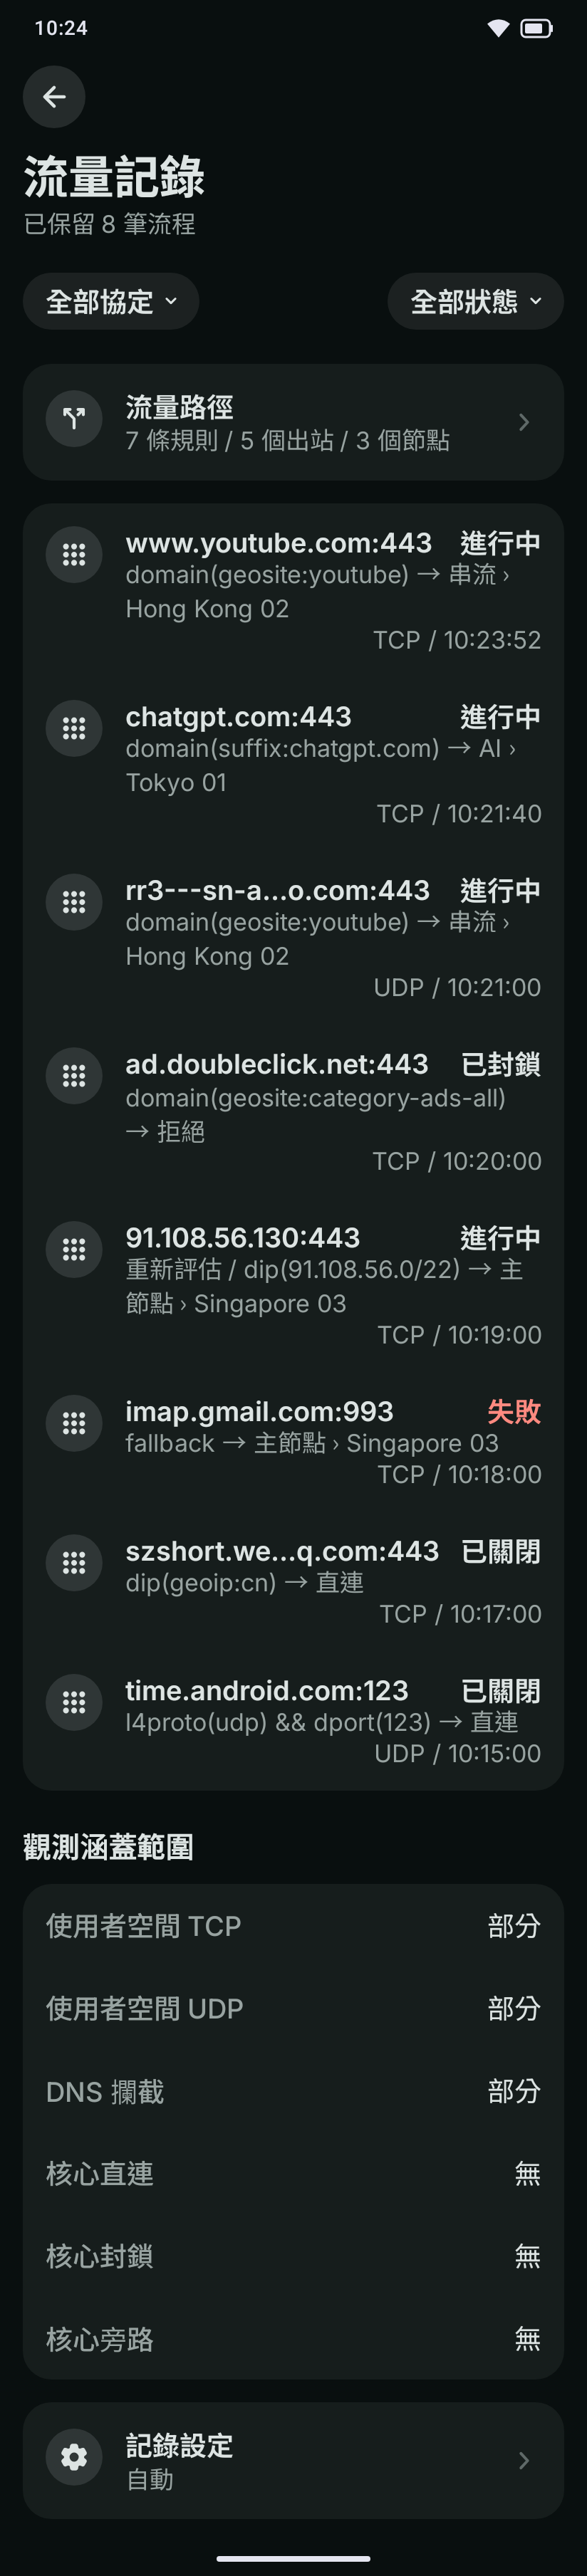 10:24
流量記錄
已保留 8 筆流程
全部協定
全部狀態
流量路徑
7 條規則 / 5 個出站 / 3 個節點
www.youtube.com:443 進行中
domain(geosite:youtube) → 串流 ›
Hong Kong 02
TCP / 10:23:52
chatgpt.com:443 進行中
domain(suffix:chatgpt.com) → AI ›
Tokyo 01
TCP / 10:21:40
rr3---sn-a...o.com:443 進行中
domain(geosite:youtube) → 串流 ›
Hong Kong 02
UDP / 10:21:00
ad.doubleclick.net:443 已封鎖
domain(geosite:category-ads-all)
→ 拒絕
TCP / 10:20:00
91.108.56.130:443 進行中
重新評估 / dip(91.108.56.0/22) → 主
節點 › Singapore 03
TCP / 10:19:00
imap.gmail.com:993 失敗
fallback → 主節點 › Singapore 03
TCP / 10:18:00
szshort.we...q.com:443 已關閉
dip(geoip:cn) → 直連
TCP / 10:17:00
time.android.com:123 已關閉
l4proto(udp) && dport(123) → 直連
UDP / 10:15:00
觀測涵蓋範圍
使用者空間 TCP 部分
使用者空間 UDP 部分
DNS 攔截 部分
核心直連 無
核心封鎖 無
核心旁路 無
記錄設定
自動